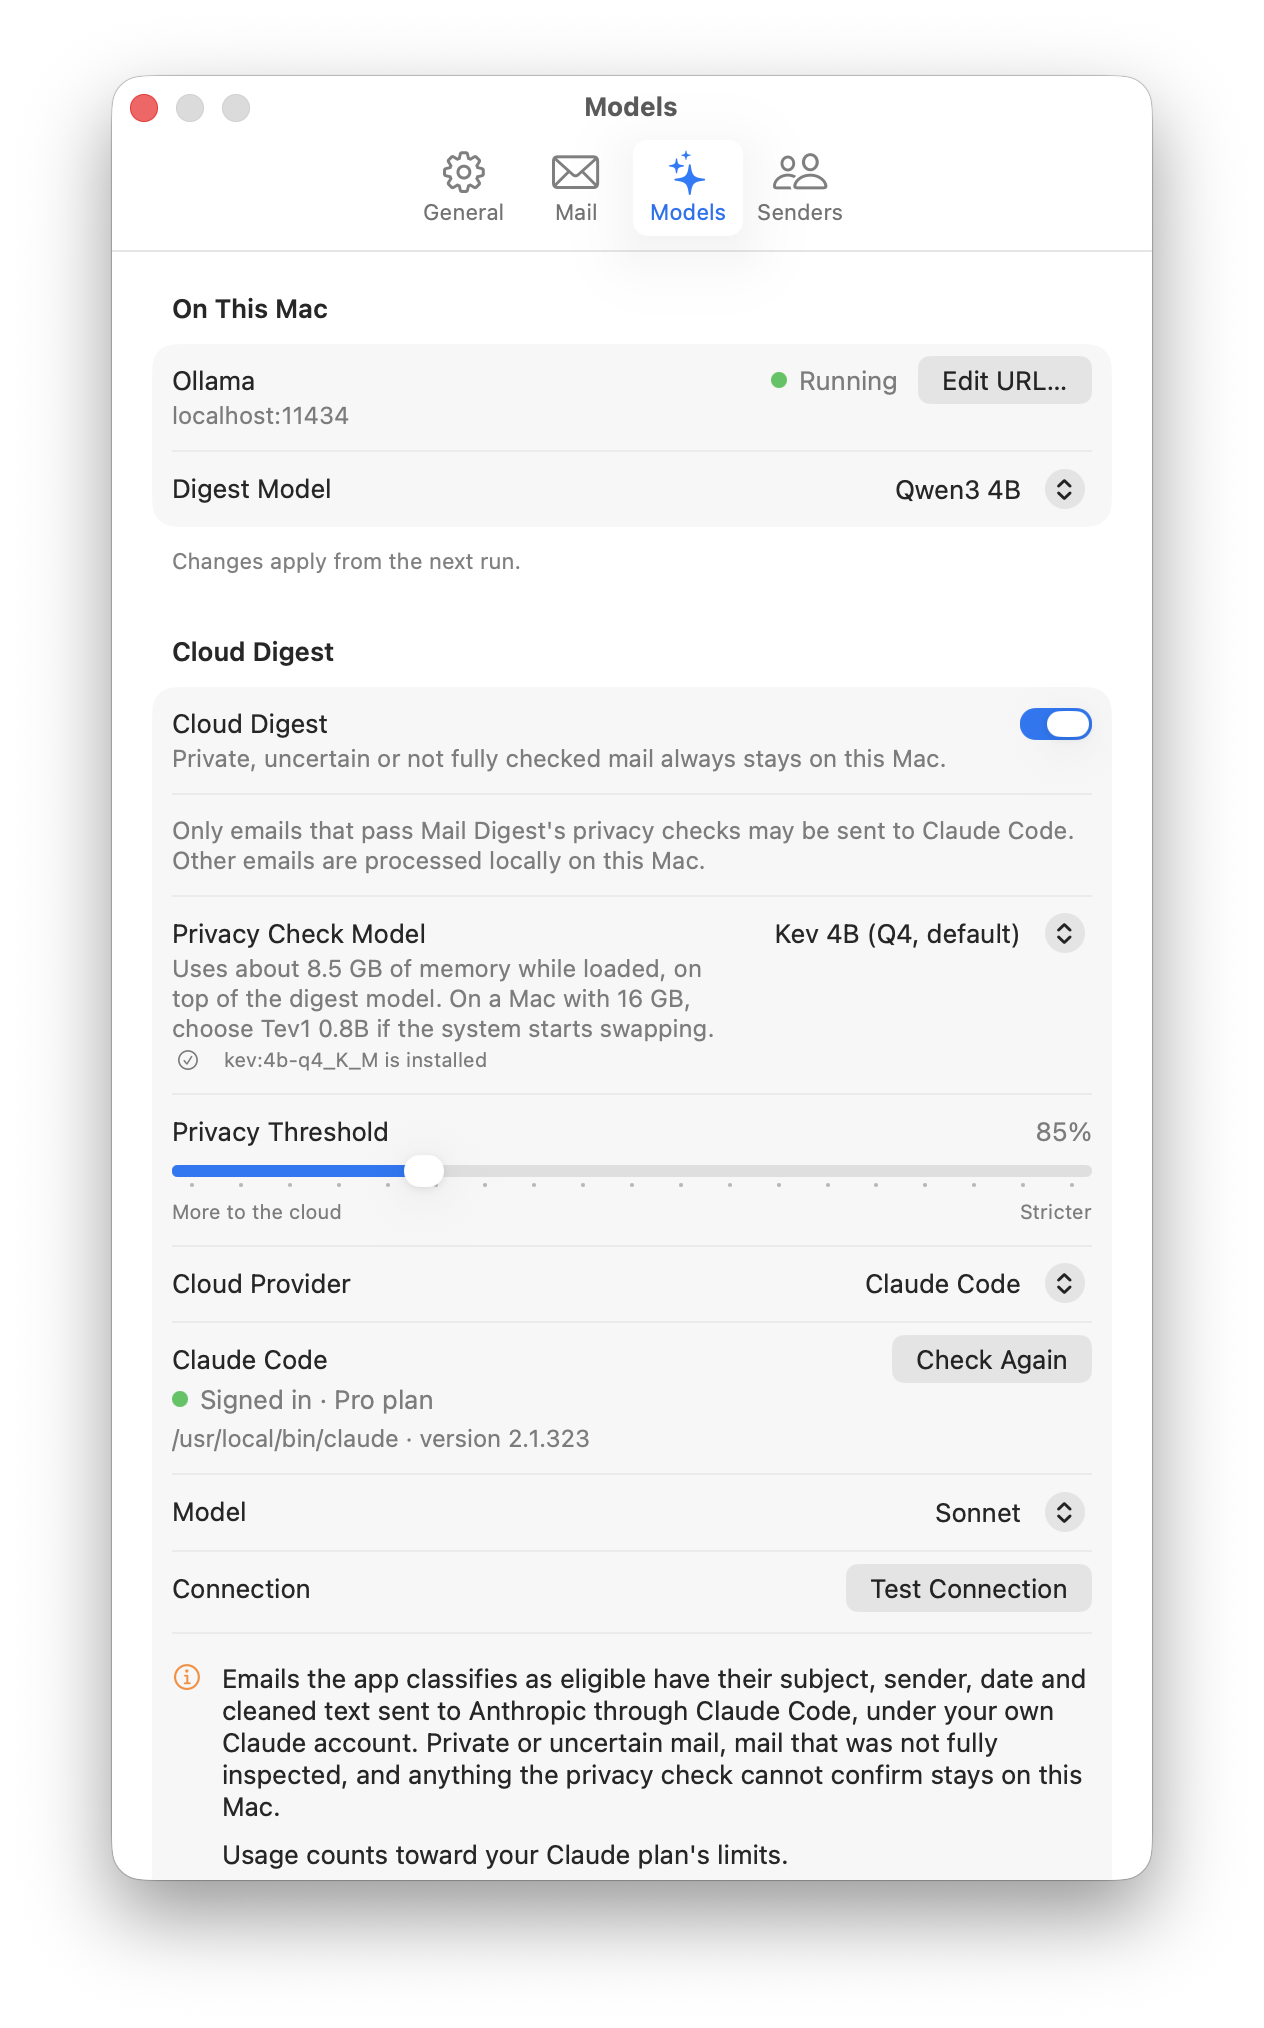 Models
General
Mail
Models
Senders
On This Mac
Ollama
Running
Edit URL...
localhost:11434
Digest Model
Qwen3 4B
Changes apply from the next run.
Cloud Digest
Cloud Digest
Private, uncertain or not fully checked mail always stays on this Mac.
Only emails that pass Mail Digest's privacy checks may be sent to Claude Code.
Other emails are processed locally on this Mac.
Privacy Check Model
Kev 4B (Q4, default)
Uses about 8.5 GB of memory while loaded, on
top of the digest model. On a Mac with 16 GB,
choose Tev1 0.8B if the system starts swapping.
kev:4b-q4_K_M is installed
Privacy Threshold
85%
More to the cloud
Stricter
Cloud Provider
Claude Code
Claude Code
Check Again
Signed in · Pro plan
/usr/local/bin/claude · version 2.1.323
Model
Sonnet
Connection
Test Connection
Emails the app classifies as eligible have their subject, sender, date and
cleaned text sent to Anthropic through Claude Code, under your own
Claude account. Private or uncertain mail, mail that was not fully
inspected, and anything the privacy check cannot confirm stays on this
Mac.
Usage counts toward your Claude plan's limits.